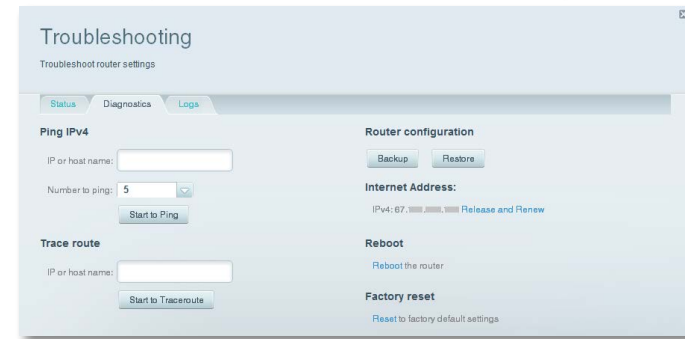 Troubleshooting
Troubleshoot router settings
Status Diagnostics Logs
Ping IPv4
IP or host name:
Number to ping: 5
Start to Ping
Trace route
IP or host name:
Start to Traceroute
Router configuration
Backup Restore
Internet Address:
IPv4: 67. . . Release and Renew
Reboot
Reboot the router
Factory reset
Reset to factory default settings